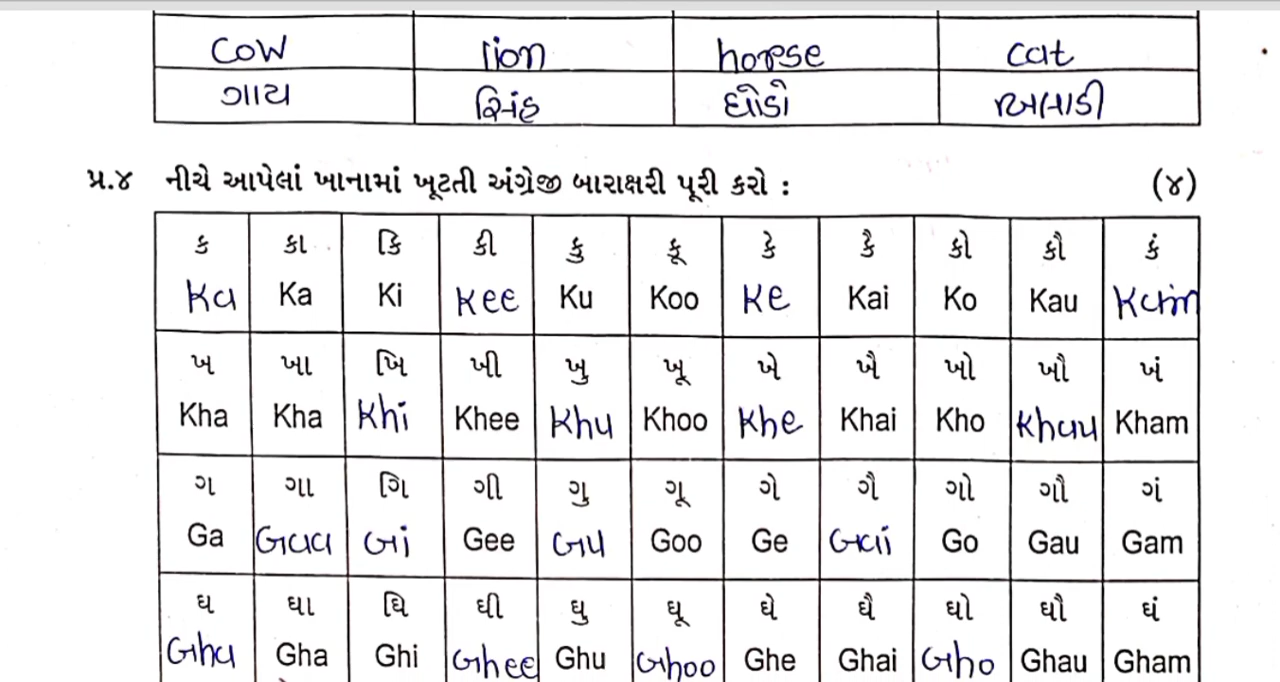 cow lion horse cat
ગાય સિંહ ઘોડો
પ્ર.૪ નીચે આપેલાં ખાનામાં ખૂટતી અંગ્રેજી બારાક્ષરી પૂરી કરો : (૪)
ક કા કિ કી કુ કૂ કે કૈ કો કૌ કં
Ka Ka Ki Kee Ku Koo Ke Kai Ko Kau Kam
ખ ખા ખિ ખી ખુ ખૂ ખે ખૈ ખો ખૌ ખં
Kha Kha Khi Khee Khu Khoo Khe Khai Kho Khau Kham
ગ ગા ગિ ગી ગુ ગૂ ગે ગૈ ગો ગૌ ગં
Ga Gaa Gi Gee Gu Goo Ge Gai Go Gau Gam
ઘ ઘા ઘિ ઘી ઘુ ઘૂ ઘે ઘૈ ઘો ઘૌ ઘં
Gha Gha Ghi Ghee Ghu Ghoo Ghe Ghai Gho Ghau Gham